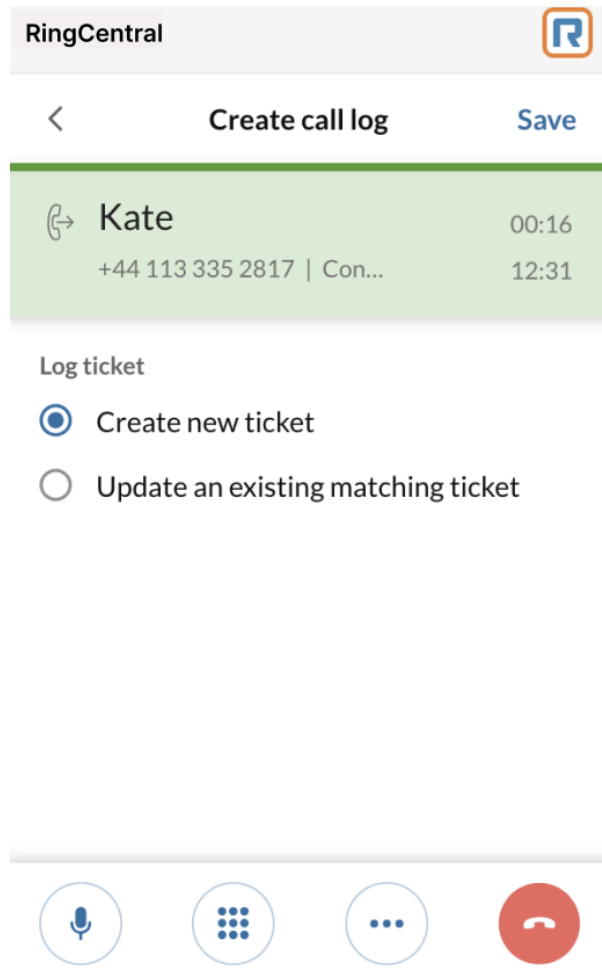 RingCentral
Create call log
Save
Kate
00:16
+44 113 335 2817 | Con...
12:31
Log ticket
Create new ticket
Update an existing matching ticket